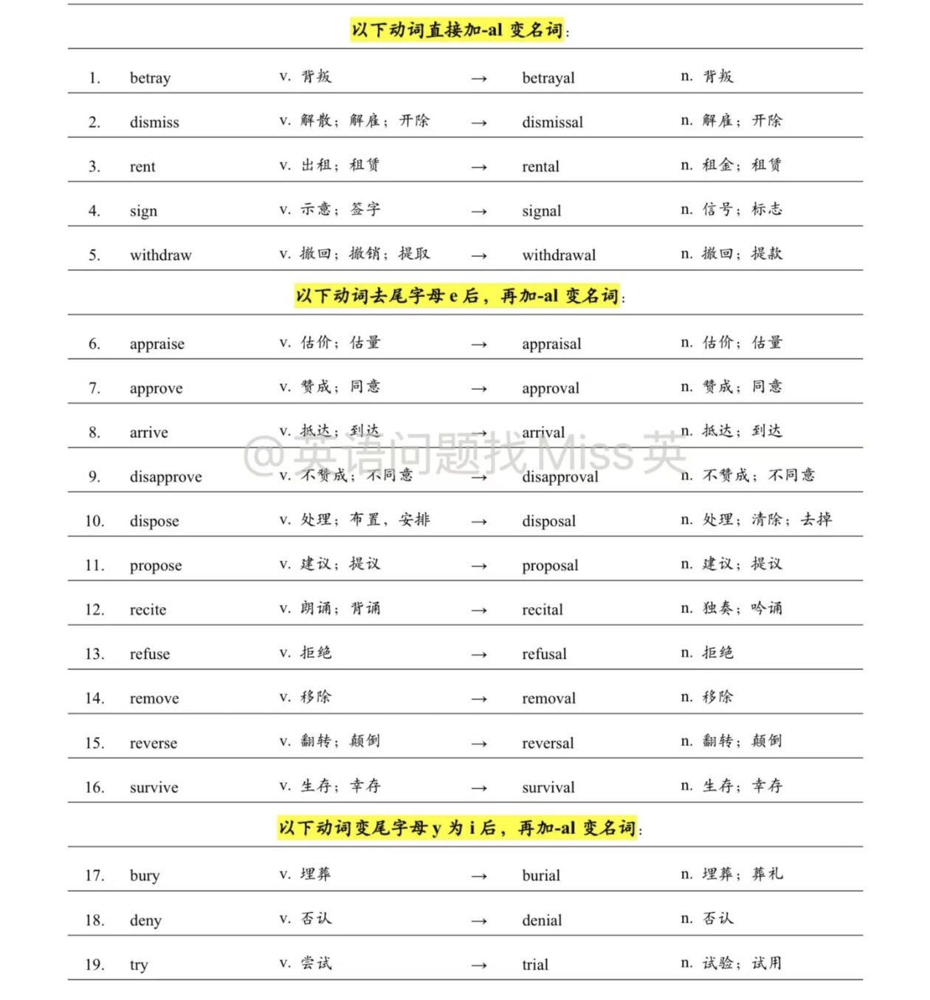 以下动词直接加-al 变名词：
1. betray v. 背叛 → betrayal n. 背叛
2. dismiss v. 解散；解雇；开除 → dismissal n. 解雇；开除
3. rent v. 出租；租赁 → rental n. 租金；租赁
4. sign v. 示意；签字 → signal n. 信号；标志
5. withdraw v. 撤回；撤销；提取 → withdrawal n. 撤回；提款
以下动词去尾字母 e 后，再加-al 变名词：
6. appraise v. 估价；估量 → appraisal n. 估价；估量
7. approve v. 赞成；同意 → approval n. 赞成；同意
8. arrive v. 抵达；到达 → arrival n. 抵达；到达
@英语问题找 Miss 英
9. disapprove v. 不赞成；不同意 → disapproval n. 不赞成；不同意
10. dispose v. 处理；布置，安排 → disposal n. 处理；清除；去掉
11. propose v. 建议；提议 → proposal n. 建议；提议
12. recite v. 朗诵；背诵 → recital n. 独奏；吟诵
13. refuse v. 拒绝 → refusal n. 拒绝
14. remove v. 移除 → removal n. 移除
15. reverse v. 翻转；颠倒 → reversal n. 翻转；颠倒
16. survive v. 生存；幸存 → survival n. 生存；幸存
以下动词变尾字母 y 为 i 后，再加-al 变名词：
17. bury v. 埋葬 → burial n. 埋葬；葬礼
18. deny v. 否认 → denial n. 否认
19. try v. 尝试 → trial n. 试验；试用